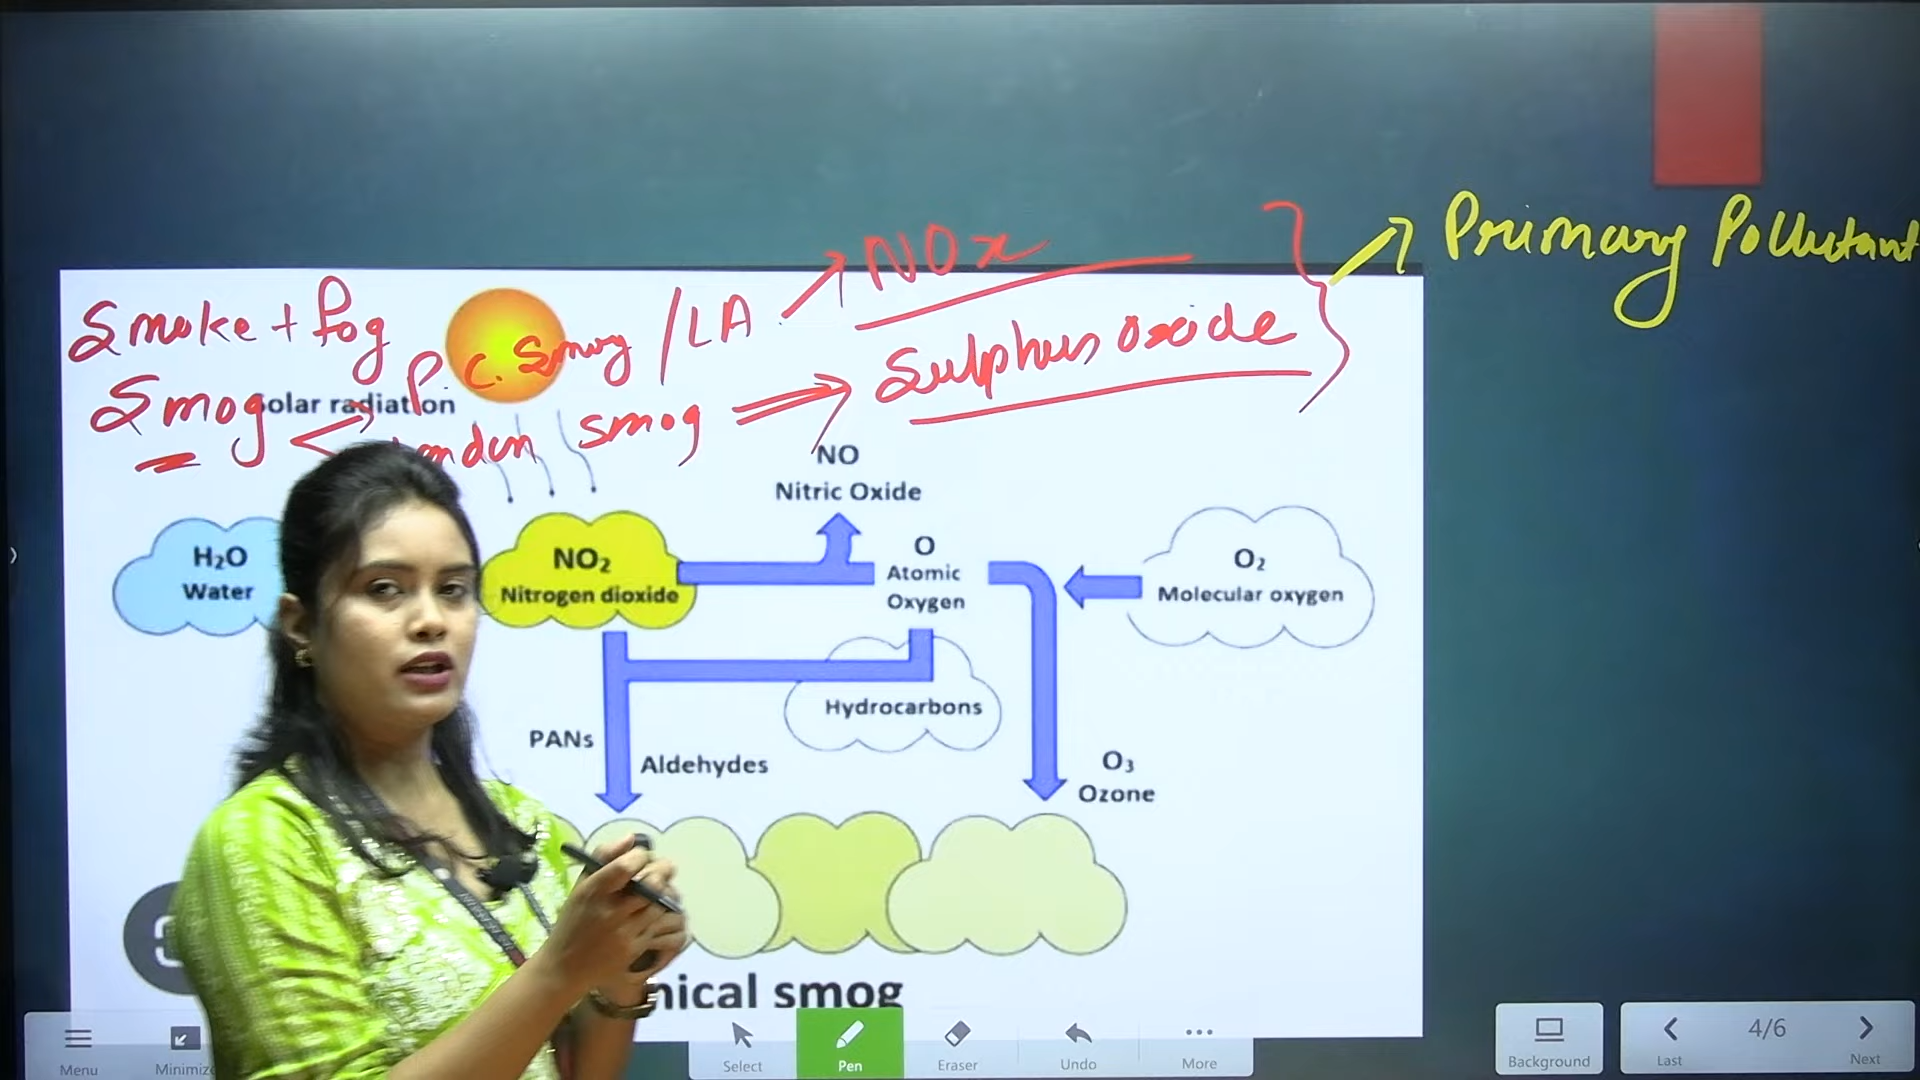 Primary Pollutant
NOx
Smoke + fog
P.C. Smog / LA
Sulphur oxide
Smog
olar radiation
smog
NO
Nitric Oxide
H₂O
Water
NO₂
Nitrogen dioxide
O
Atomic
Oxygen
O₂
Molecular oxygen
Hydrocarbons
PANs
Aldehydes
O₃
Ozone
nical smog
Menu
Minimize
Select
Pen
Eraser
Undo
More
Background
Last
4/6
Next